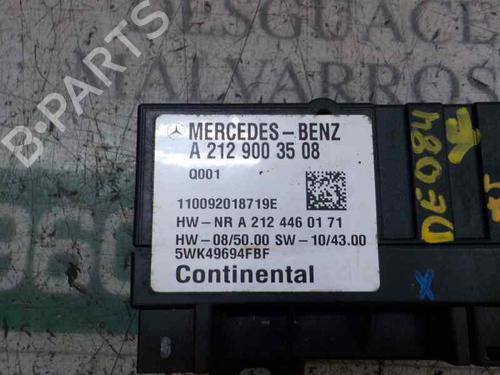 DESGUACE
ALVARROS
B-PARTS
MERCEDES-BENZ
A 212 900 35 08
Q001
110092018719E
HW-NR A 212 446 01 71
HW-08/50.00 SW-10/43.00
5WK49694FBF
Continental
DE084